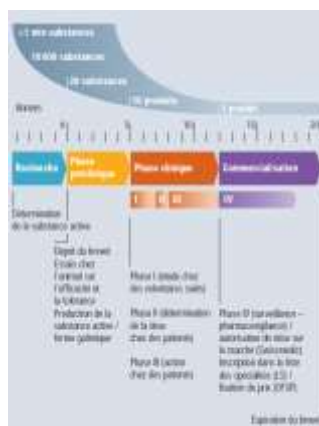 >1 mio substances
10 000 substances
20 substances
10 produits
1 produit
Années
0
5
10
15
20
Recherche
Phase
préclinique
Phase clinique
Commercialisation
I
II
III
IV
Détermination
de la substance active
Dépôt du brevet
Essais chez
l'animal sur
l'efficacité et
la tolérance
Production de la
substance active /
forme galénique
Phase I (étude chez
des volontaires sains)
Phase II (détermination
de la dose
chez des patients)
Phase III (action
chez des patients)
Phase IV (surveillance –
pharmacovigilance) /
autorisation de mise sur
le marché (Swissmedic)
Inscription dans la liste
des spécialités (LS) /
fixation du prix (OFSP)
Expiration du brevet